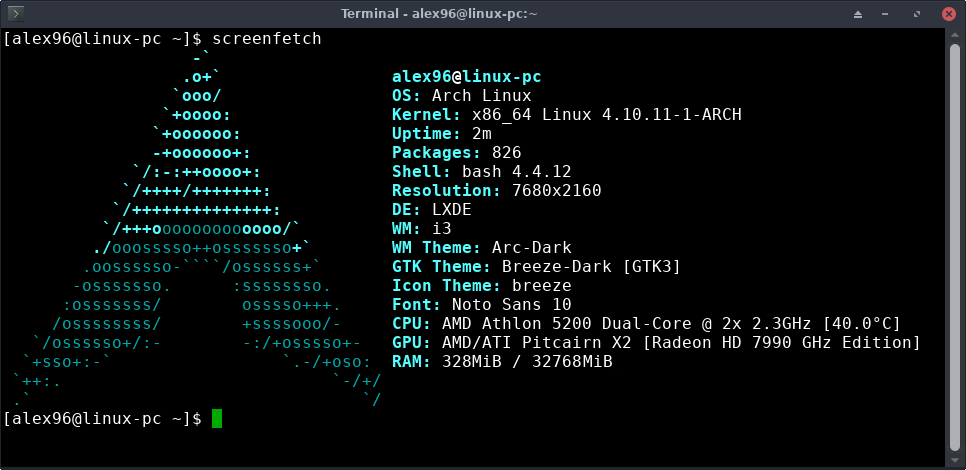 Terminal - alex96@linux-pc:~
[alex96@linux-pc ~]$ screenfetch
                   -`
                  .o+`                 alex96@linux-pc
                 `ooo/                 OS: Arch Linux
                `+oooo:                Kernel: x86_64 Linux 4.10.11-1-ARCH
               `+oooooo:               Uptime: 2m
               -+oooooo+:              Packages: 826
             `/:-:++oooo+:             Shell: bash 4.4.12
            `/++++/+++++++:            Resolution: 7680x2160
           `/++++++++++++++:           DE: LXDE
          `/+++ooooooooooooo/`         WM: i3
         ./ooosssso++osssssso+`        WM Theme: Arc-Dark
        .oossssso-````/ossssss+`       GTK Theme: Breeze-Dark [GTK3]
       -osssssso.      :ssssssso.      Icon Theme: breeze
      :osssssss/        osssso+++.     Font: Noto Sans 10
     /ossssssss/        +ssssooo/-     CPU: AMD Athlon 5200 Dual-Core @ 2x 2.3GHz [40.0°C]
   `/ossssso+/:-        -:/+osssso+-   GPU: AMD/ATI Pitcairn X2 [Radeon HD 7990 GHz Edition]
  `+sso+:-`                 `.-/+oso:  RAM: 328MiB / 32768MiB
 `++:.                           `-/+/
 .`                                 `/
[alex96@linux-pc ~]$